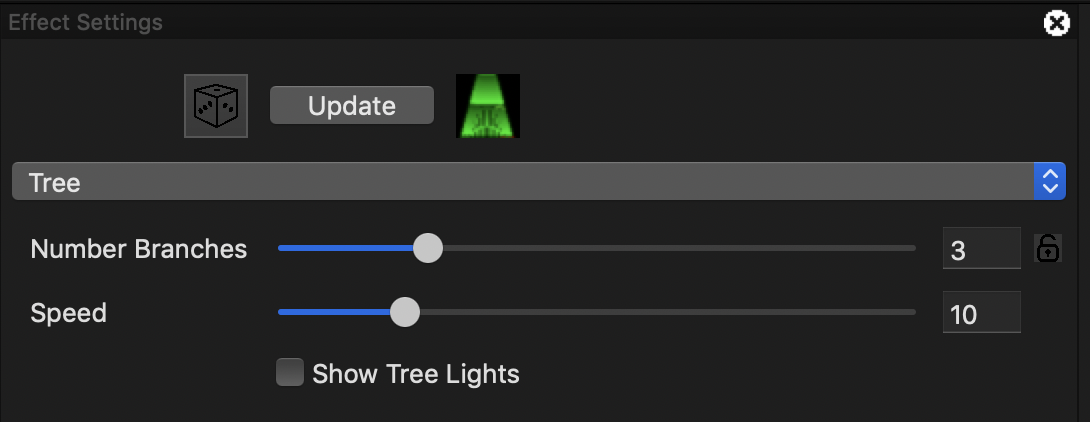 Effect Settings
Update
Tree
Number Branches 3
Speed 10
Show Tree Lights